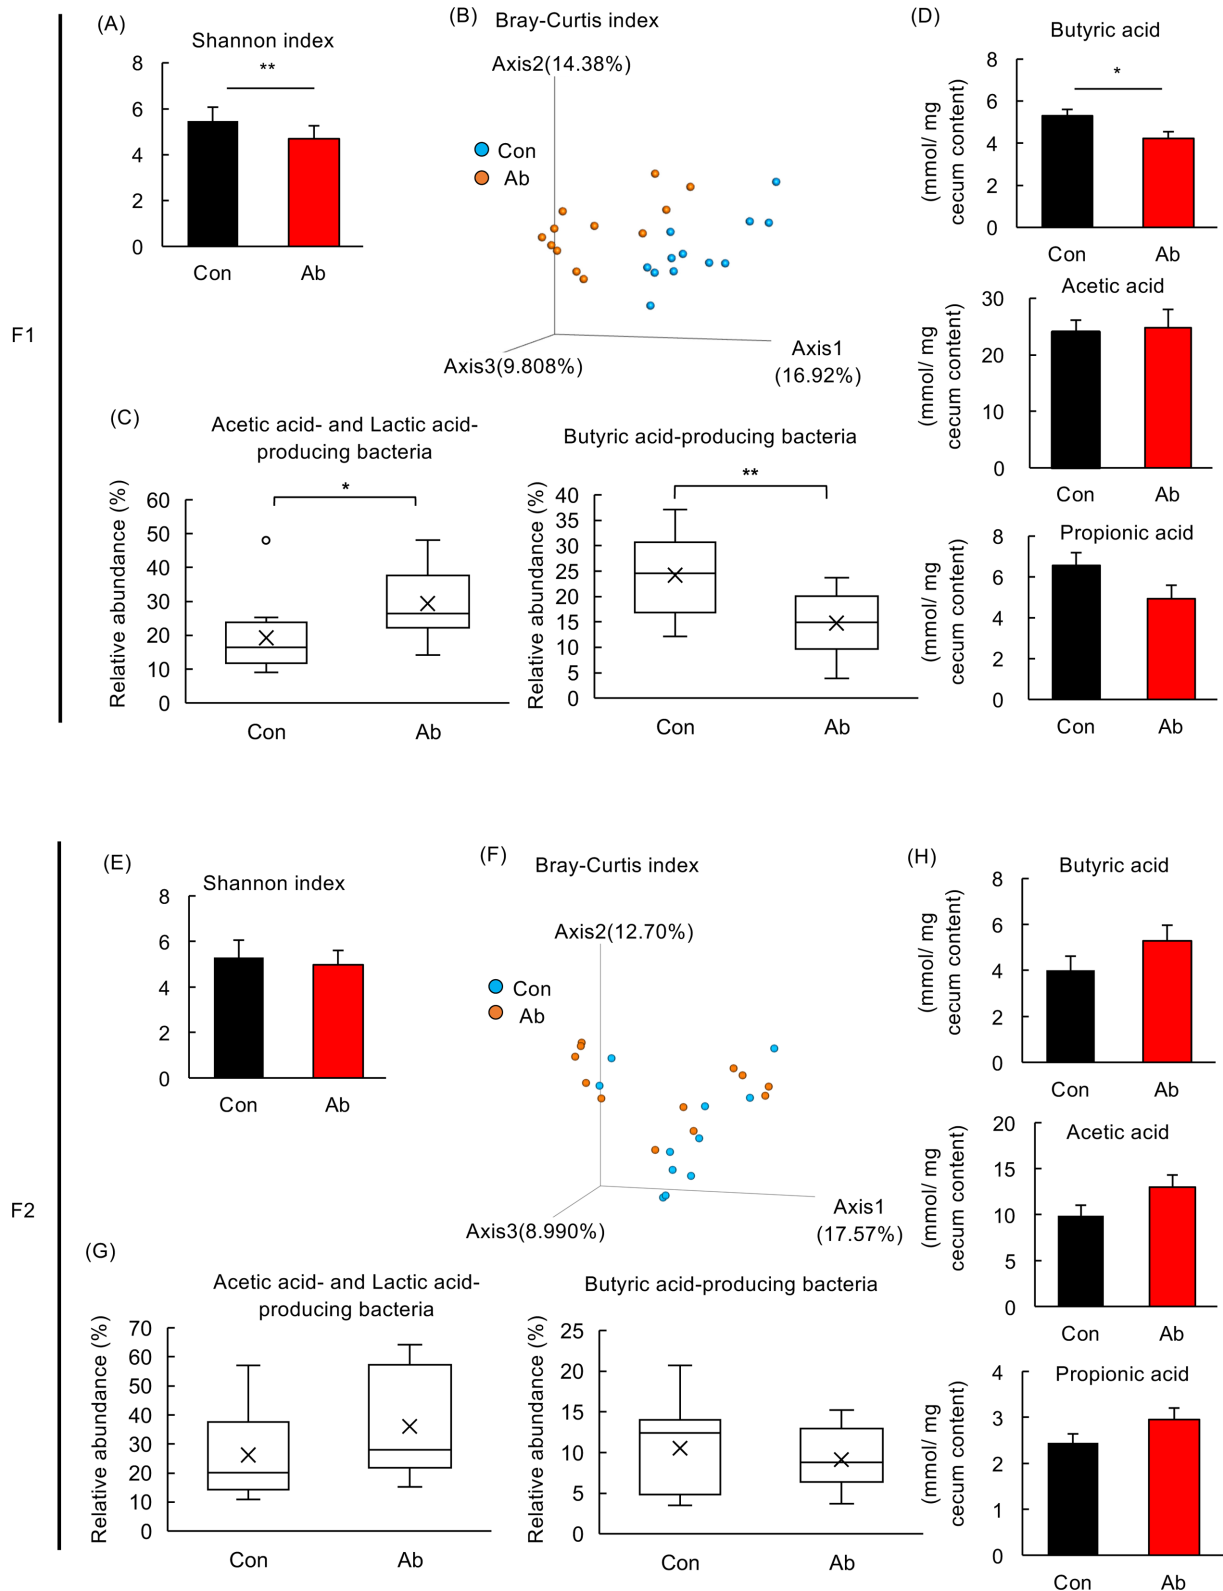 F1
(A)
Shannon index
8
6
4
2
0
**
Con
Ab
(B)
Bray-Curtis index
Axis2(14.38%)
Con
Ab
Axis3(9.808%)
Axis1
(16.92%)
(C)
Acetic acid- and Lactic acid-
producing bacteria
Relative abundance (%)
60
50
40
30
20
10
0
*
Con
Ab
Butyric acid-producing bacteria
Relative abundance (%)
40
35
30
25
20
15
10
5
0
**
Con
Ab
(D)
Butyric acid
(mmol/ mg
cecum content)
8
6
4
2
0
*
Con
Ab
Acetic acid
(mmol/ mg
cecum content)
30
20
10
0
Con
Ab
Propionic acid
(mmol/ mg
cecum content)
8
6
4
2
0
Con
Ab
F2
(E)
Shannon index
8
6
4
2
0
Con
Ab
(F)
Bray-Curtis index
Axis2(12.70%)
Con
Ab
Axis3(8.990%)
Axis1
(17.57%)
(G)
Acetic acid- and Lactic acid-
producing bacteria
Relative abundance (%)
70
60
50
40
30
20
10
0
Con
Ab
Butyric acid-producing bacteria
Relative abundance (%)
25
20
15
10
5
0
Con
Ab
(H)
Butyric acid
(mmol/ mg
cecum content)
8
6
4
2
0
Con
Ab
Acetic acid
(mmol/ mg
cecum content)
20
15
10
5
0
Con
Ab
Propionic acid
(mmol/ mg
cecum content)
4
3
2
1
0
Con
Ab